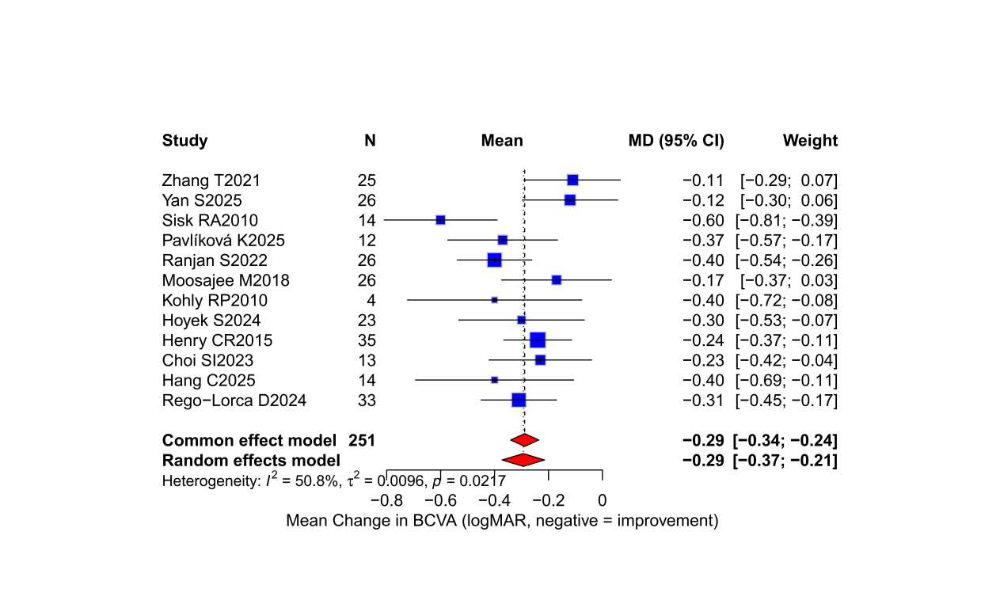 Study N Mean MD (95% CI) Weight
Zhang T2021 25 −0.11 [−0.29; 0.07]
Yan S2025 26 −0.12 [−0.30; 0.06]
Sisk RA2010 14 −0.60 [−0.81; −0.39]
Pavlíková K2025 12 −0.37 [−0.57; −0.17]
Ranjan S2022 26 −0.40 [−0.54; −0.26]
Moosajee M2018 26 −0.17 [−0.37; 0.03]
Kohly RP2010 4 −0.40 [−0.72; −0.08]
Hoyek S2024 23 −0.30 [−0.53; −0.07]
Henry CR2015 35 −0.24 [−0.37; −0.11]
Choi SI2023 13 −0.23 [−0.42; −0.04]
Hang C2025 14 −0.40 [−0.69; −0.11]
Rego−Lorca D2024 33 −0.31 [−0.45; −0.17]
Common effect model 251 −0.29 [−0.34; −0.24]
Random effects model −0.29 [−0.37; −0.21]
Heterogeneity: I² = 50.8%, τ² = 0.0096, p = 0.0217
−0.8 −0.6 −0.4 −0.2 0
Mean Change in BCVA (logMAR, negative = improvement)